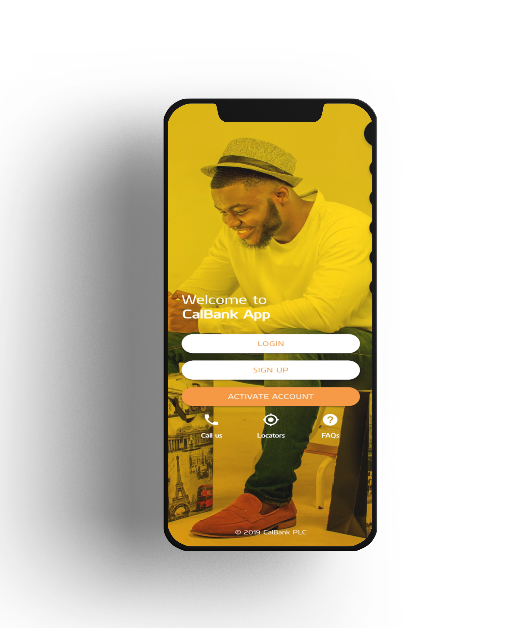 Welcome to
CalBank App
LOGIN
SIGN UP
ACTIVATE ACCOUNT
Call us
Locators
FAQs
© 2019 CalBank PLC